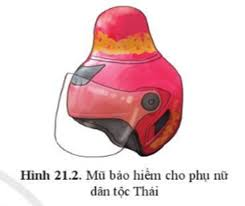 Hình 21.2. Mũ bảo hiểm cho phụ nữ
dân tộc Thái